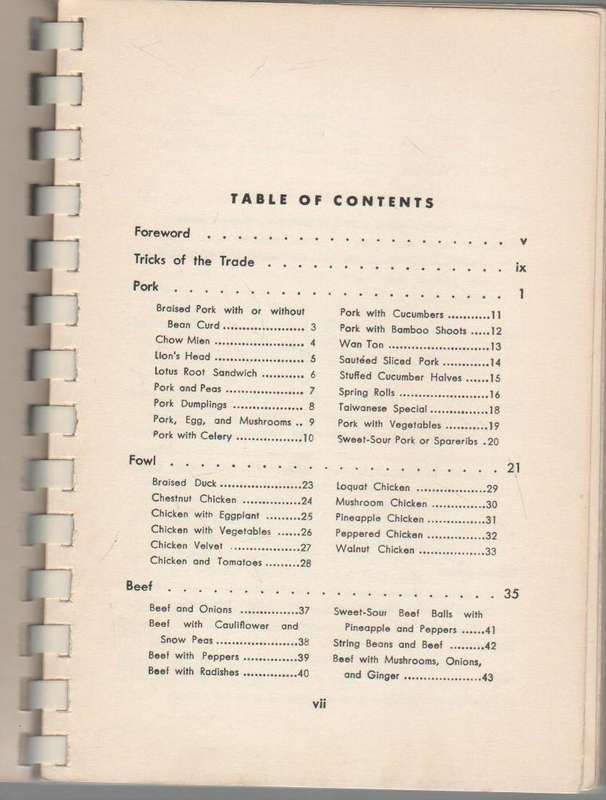 TABLE OF CONTENTS
Foreword . . . . . . . . . . . . . . . . . . . . v
Tricks of the Trade . . . . . . . . . . . . . . . . ix
Pork . . . . . . . . . . . . . . . . . . . . . . 1
Braised Pork with or without
Bean Curd ..................... 3
Chow Mien ....................... 4
Lion's Head ....................... 5
Lotus Root Sandwich ........... 6
Pork and Peas .................... 7
Pork Dumplings .................. 8
Pork, Egg, and Mushrooms .. 9
Pork with Celery .................10
Pork with Cucumbers ...........11
Pork with Bamboo Shoots .....12
Wan Ton ..........................13
Sautéed Sliced Pork ............14
Stuffed Cucumber Halves ......15
Spring Rolls .......................16
Taiwanese Special ...............18
Pork with Vegetables ...........19
Sweet-Sour Pork or Spareribs .20
Fowl . . . . . . . . . . . . . . . . . . . . . . 21
Braised Duck .....................23
Chestnut Chicken ................24
Chicken with Eggplant .........25
Chicken with Vegetables ......26
Chicken Velvet ...................27
Chicken and Tomatoes .........28
Loquat Chicken ...................29
Mushroom Chicken ..............30
Pineapple Chicken ...............31
Peppered Chicken ................32
Walnut Chicken ..................33
Beef . . . . . . . . . . . . . . . . . . . . . . 35
Beef and Onions ................37
Beef with Cauliflower and
Snow Peas .....................38
Beef with Peppers ...............39
Beef with Radishes ..............40
Sweet-Sour Beef Balls with
Pineapple and Peppers ......41
String Beans and Beef .........42
Beef with Mushrooms, Onions,
and Ginger ....................43
vii